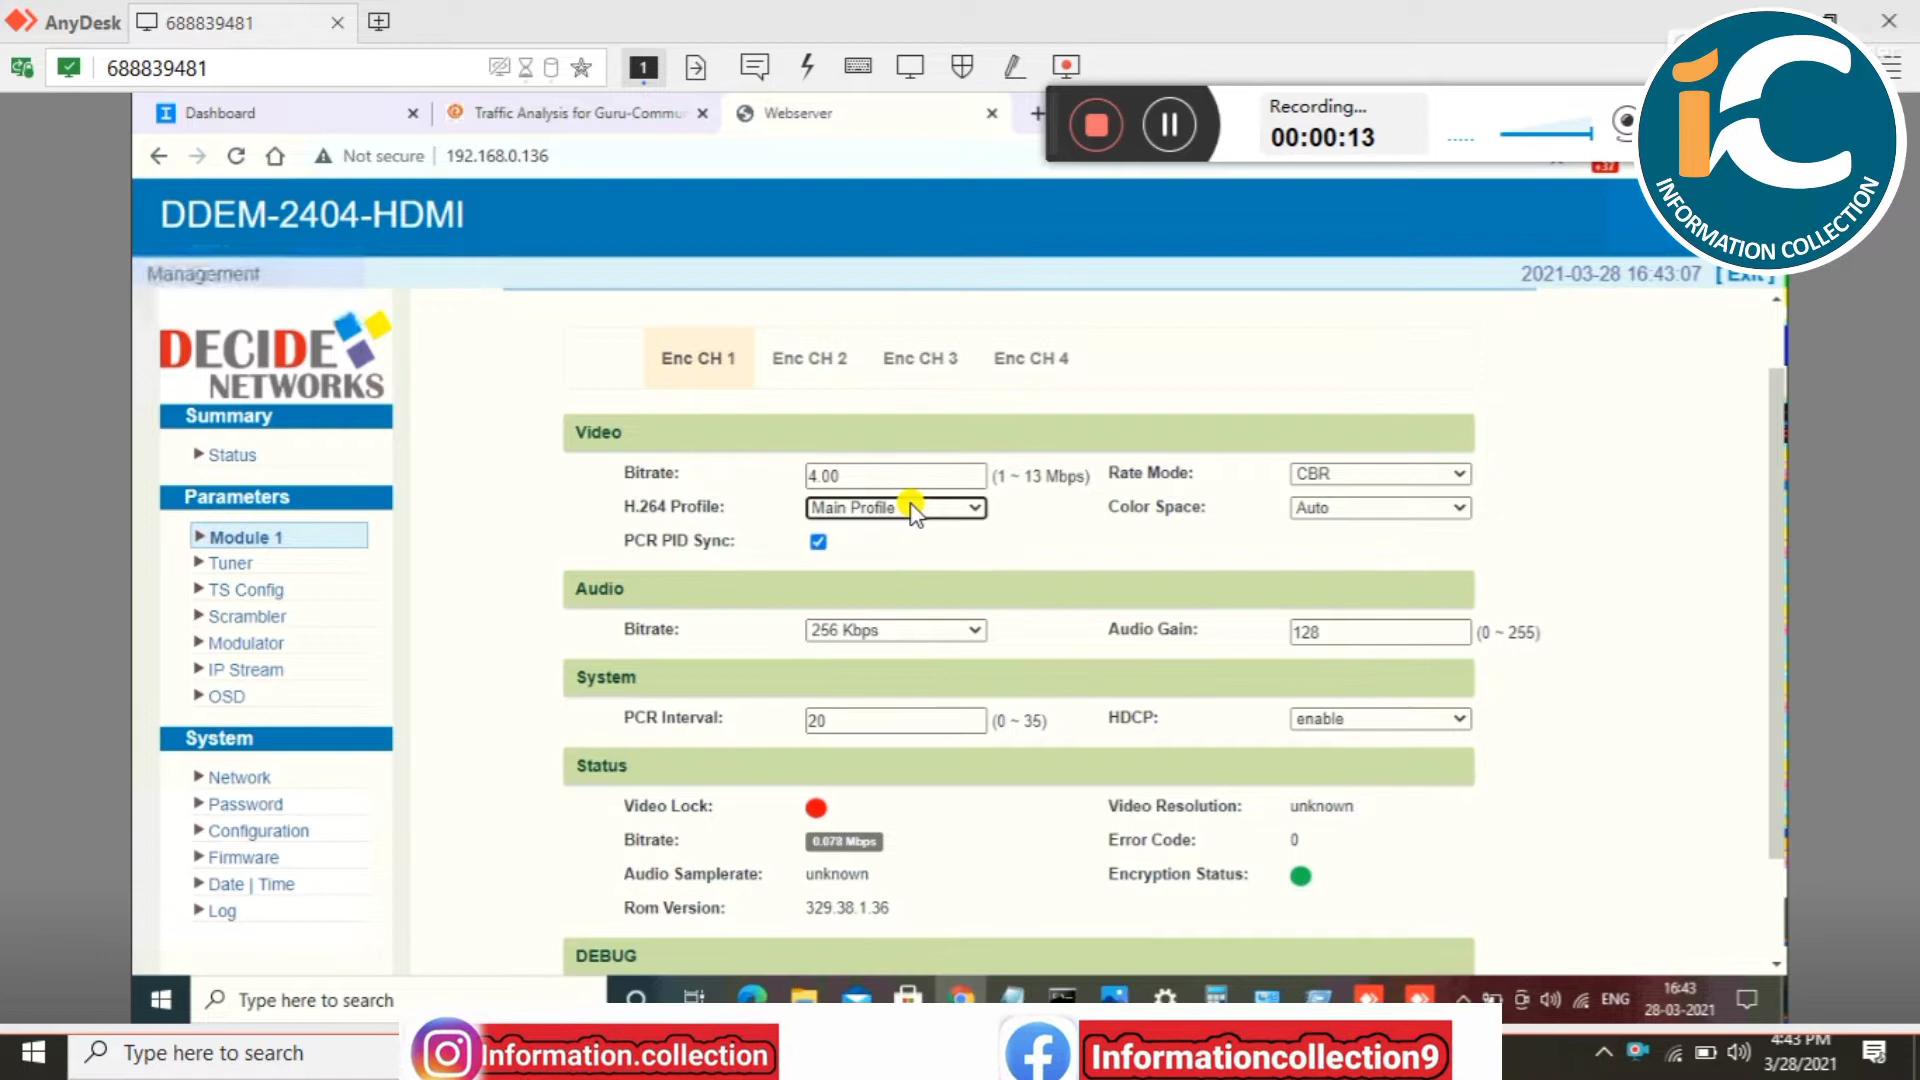 AnyDesk 688839481
688839481 1
Recording...
00:00:13
Dashboard Traffic Analysis for Guru-Commu Webserver
Not secure 192.168.0.136
+37
iC
INFORMATION COLLECTION
DDEM-2404-HDMI
Management 2021-03-28 16:43:07 [ Exit ]
DECIDE
NETWORKS
Summary
Status
Parameters
Module 1
Tuner
TS Config
Scrambler
Modulator
IP Stream
OSD
System
Network
Password
Configuration
Firmware
Date | Time
Log
Enc CH 1 Enc CH 2 Enc CH 3 Enc CH 4
Video
Bitrate: 4.00 (1 ~ 13 Mbps) Rate Mode: CBR
H.264 Profile: Main Profile Color Space: Auto
PCR PID Sync:
Audio
Bitrate: 256 Kbps Audio Gain: 128 (0 ~ 255)
System
PCR Interval: 20 (0 ~ 35) HDCP: enable
Status
Video Lock: Video Resolution: unknown
Bitrate: 0.078 Mbps Error Code: 0
Audio Samplerate: unknown Encryption Status:
Rom Version: 329.38.1.36
DEBUG
Type here to search ENG 16:43
28-03-2021
Type here to search 4:43 PM
3/28/2021
Information.collection
Informationcollection9